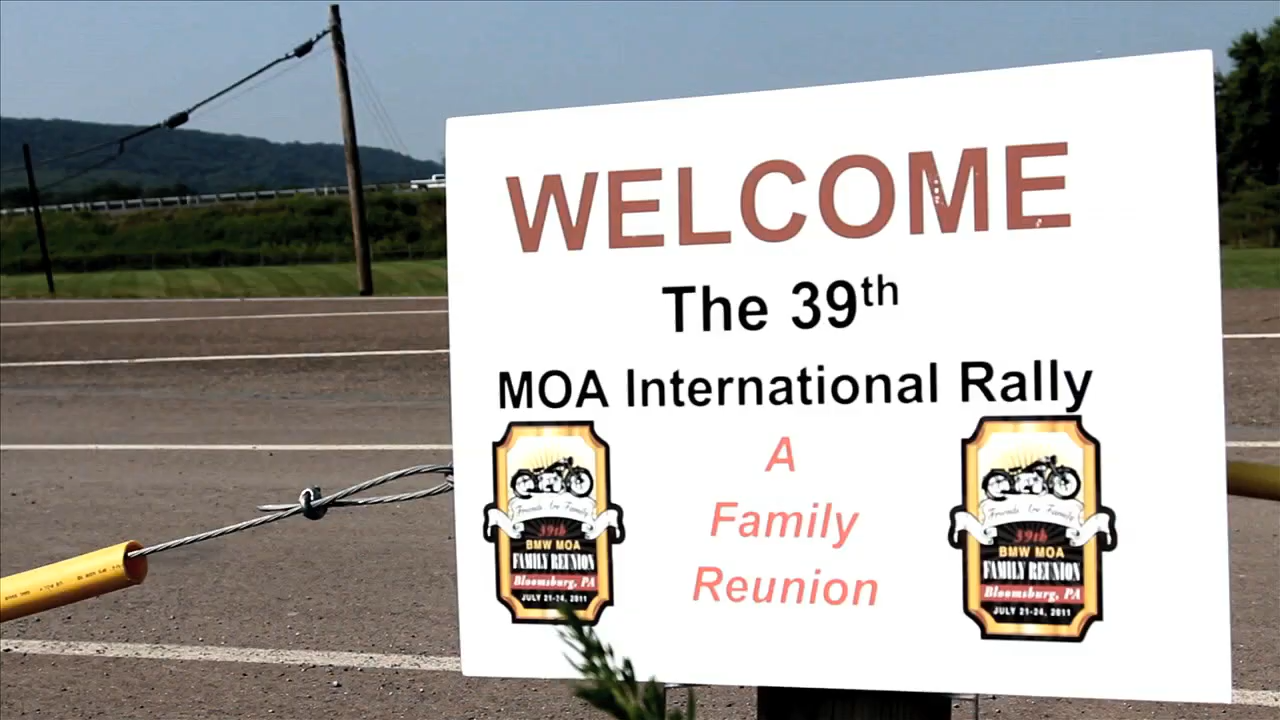 WELCOME
The 39th
MOA International Rally
A
Family
Reunion
39th
BMW MOA
FAMILY REUNION
Bloomsburg, PA
JULY 21-24, 2011
39th
BMW MOA
FAMILY REUNION
Bloomsburg, PA
JULY 21-24, 2011